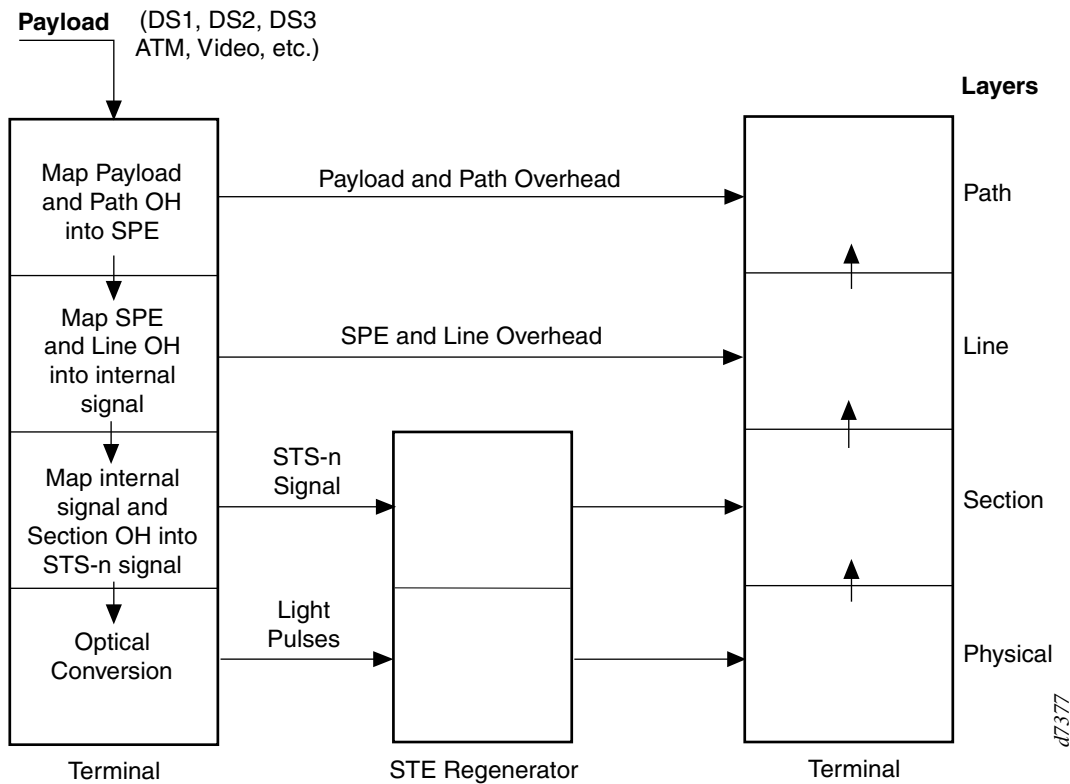 Payload (DS1, DS2, DS3
ATM, Video, etc.)
Layers
Map Payload
and Path OH
into SPE
Payload and Path Overhead
Path
Map SPE
and Line OH
into internal
signal
SPE and Line Overhead
Line
Map internal
signal and
Section OH into
STS-n signal
STS-n
Signal
Section
Optical
Conversion
Light
Pulses
Physical
Terminal
STE Regenerator
Terminal
d7377